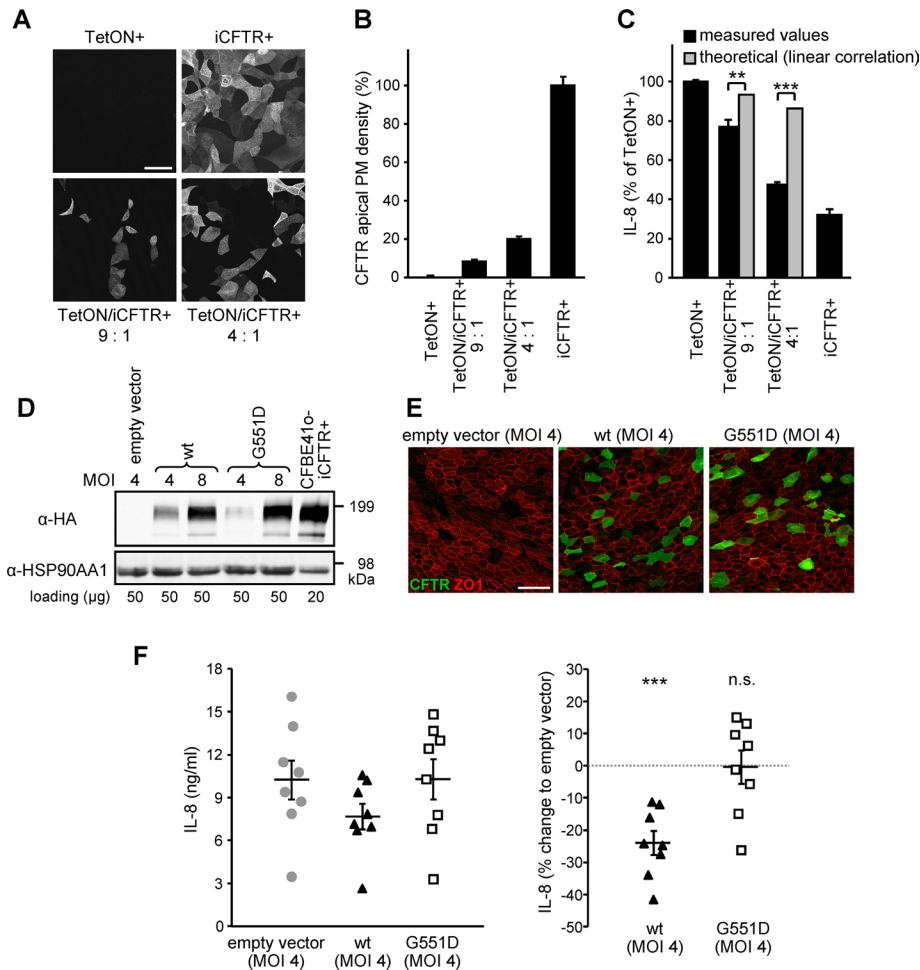 A
TetON+
iCFTR+
TetON/iCFTR+
9 : 1
TetON/iCFTR+
4 : 1
B
CFTR apical PM density (%)
100
80
60
40
20
0
TetON+
TetON/iCFTR+
9 : 1
TetON/iCFTR+
4 : 1
iCFTR+
C
measured values
theoretical (linear correlation)
IL-8 (% of TetON+)
100
80
60
40
20
0
**
***
TetON+
TetON/iCFTR+
9 : 1
TetON/iCFTR+
4:1
iCFTR+
D
empty vector
wt
G551D
CFBE41o-
iCFTR+
MOI 4 4 8 4 8
α-HA
199
α-HSP90AA1
98
kDa
loading (µg) 50 50 50 50 50 20
E
empty vector (MOI 4)
wt (MOI 4)
G551D (MOI 4)
CFTR ZO1
F
IL-8 (ng/ml)
18
15
12
9
6
3
0
empty vector
(MOI 4)
wt
(MOI 4)
G551D
(MOI 4)
IL-8 (% change to empty vector)
30
20
10
0
-10
-20
-30
-40
-50
***
n.s.
wt
(MOI 4)
G551D
(MOI 4)